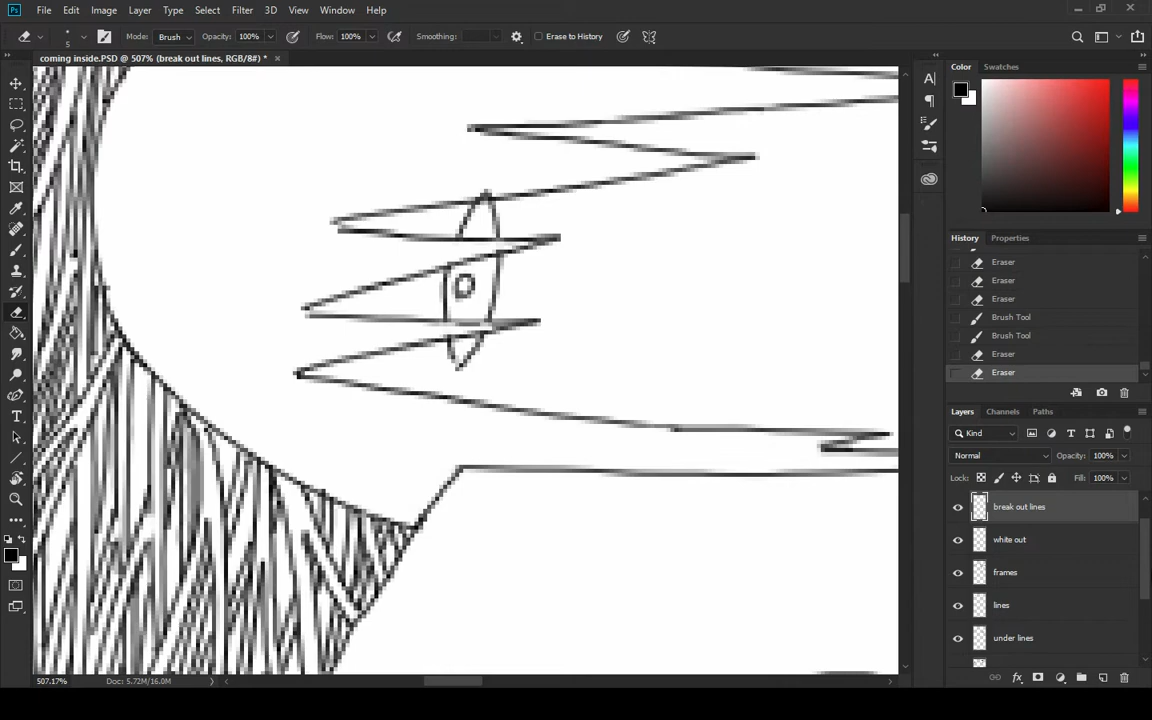 Ps File Edit Image Layer Type Select Filter 3D View Window Help
5 Mode: Brush Opacity: 100% Flow: 100% Smoothing: Erase to History
coming inside.PSD @ 507% (break out lines, RGB/8#) *
Color Swatches
History Properties
Eraser
Eraser
Eraser
Brush Tool
Brush Tool
Eraser
Eraser
Layers Channels Paths
Kind
Normal Opacity: 100%
Lock: Fill: 100%
break out lines
white out
frames
lines
under lines
507.17% Doc: 5.72M/16.0M